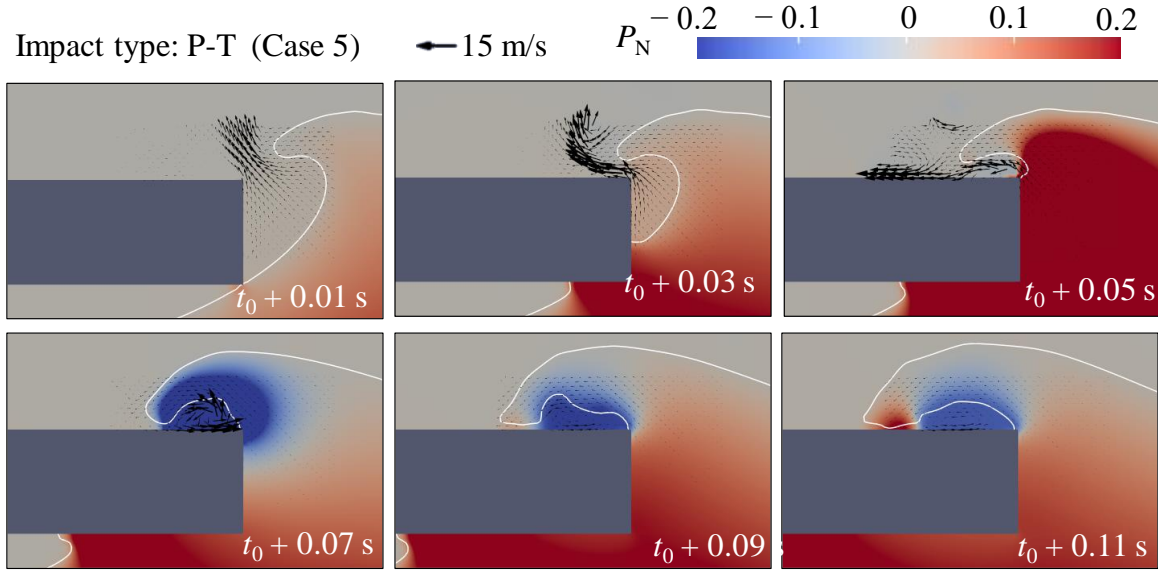 −0.2 −0.1 0 0.1 0.2
Impact type: P-T (Case 5) 15 m/s P_N
t_0 + 0.01 s t_0 + 0.03 s t_0 + 0.05 s
t_0 + 0.07 s t_0 + 0.09 s t_0 + 0.11 s